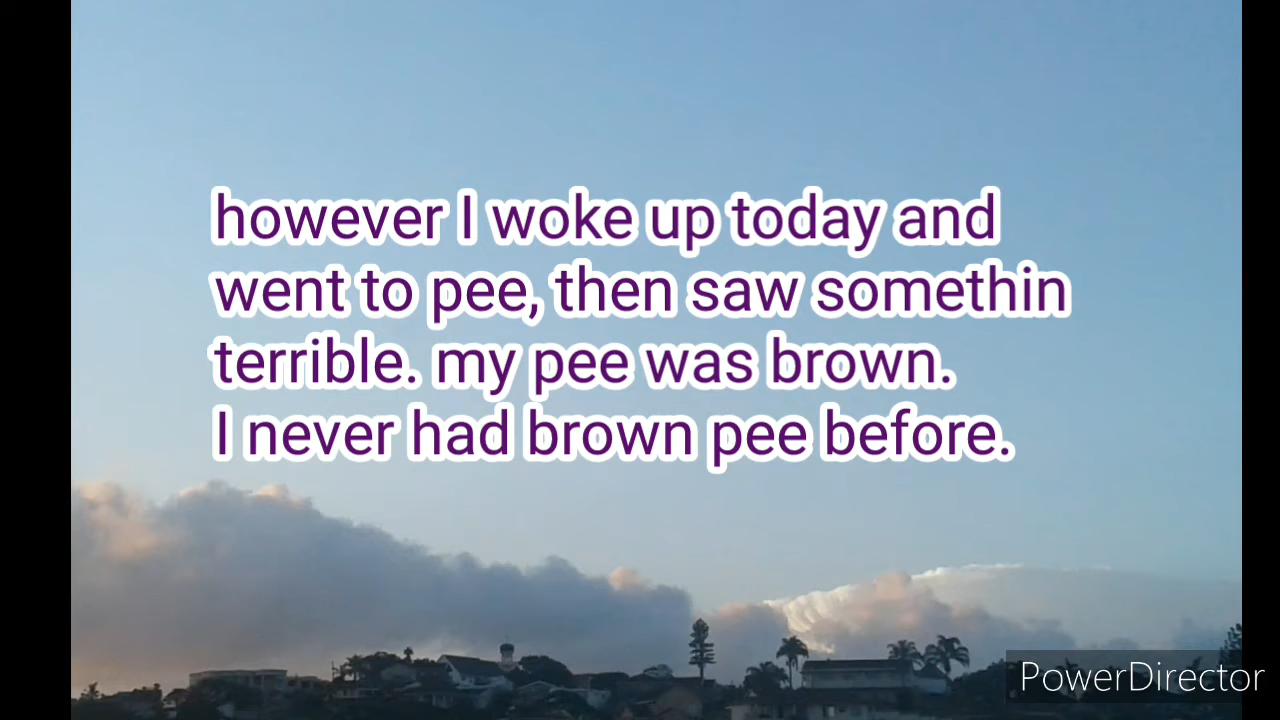 however I woke up today and
went to pee, then saw somethin
terrible. my pee was brown.
I never had brown pee before.
PowerDirector